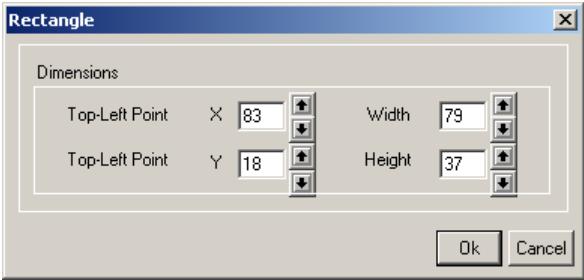 Rectangle
Dimensions
Top-Left Point X 83 Width 79
Top-Left Point Y 18 Height 37
Ok Cancel